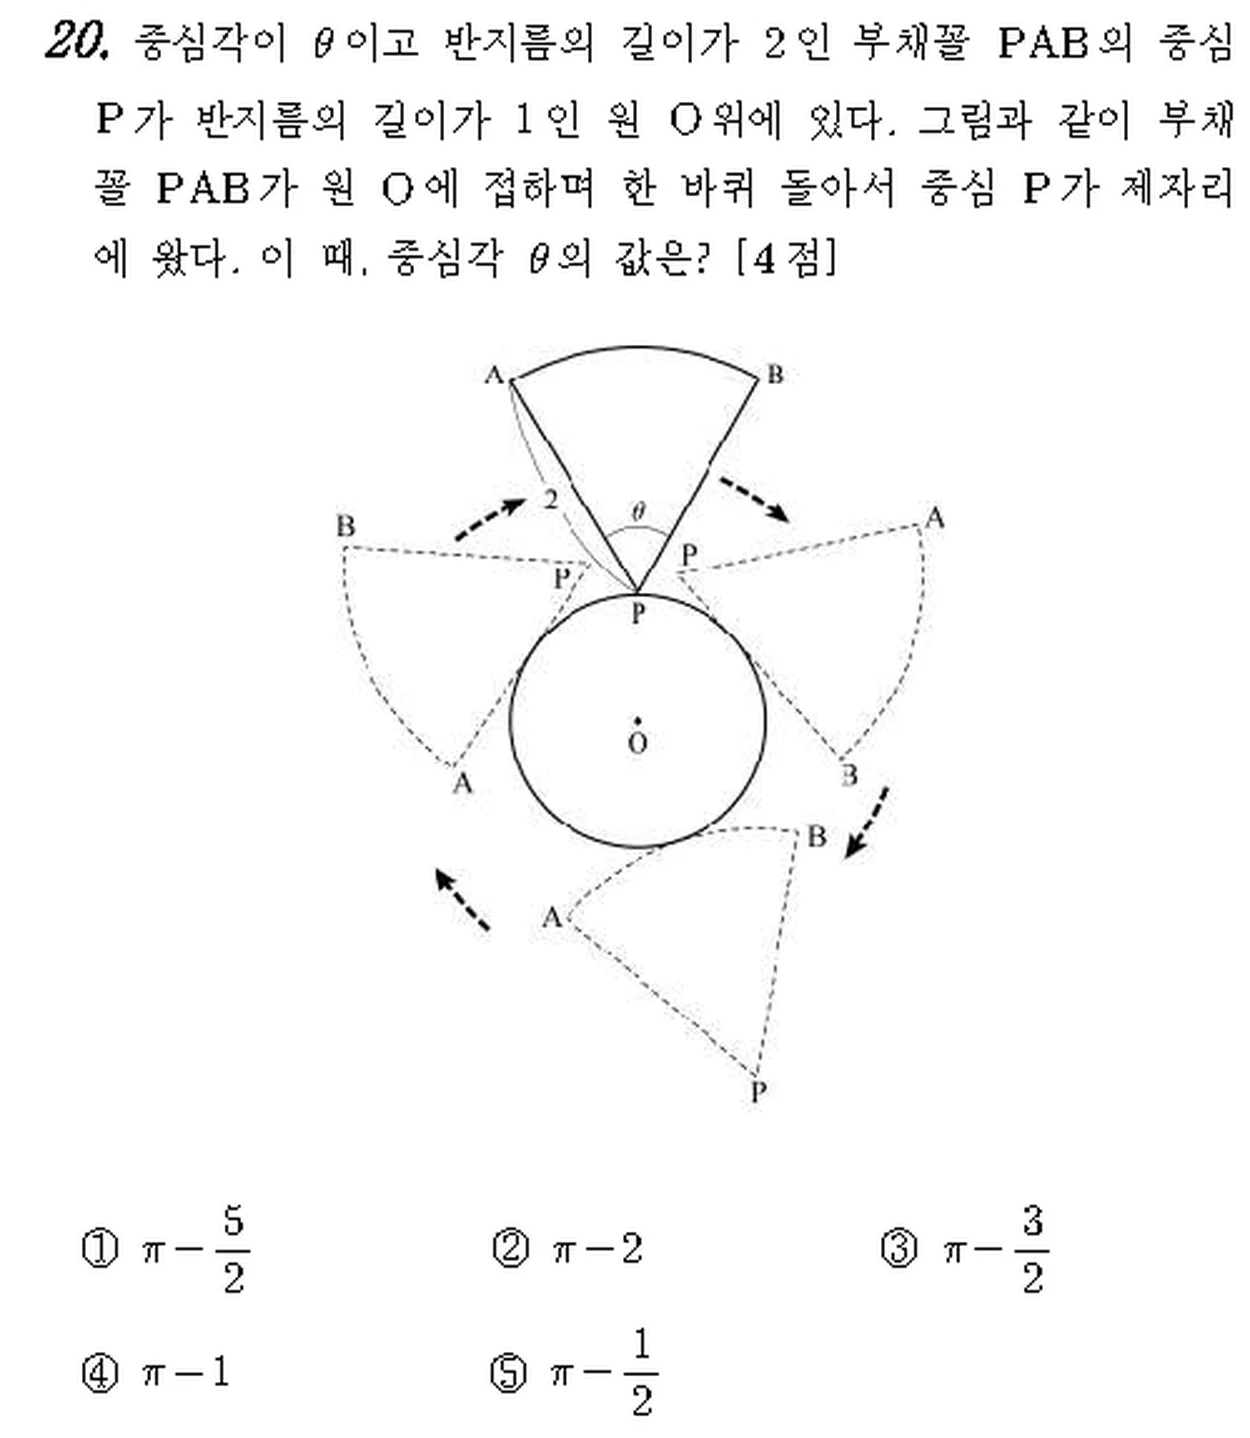 20. 중심각이 θ이고 반지름의 길이가 2인 부채꼴 PAB의 중심
P가 반지름의 길이가 1인 원 O위에 있다. 그림과 같이 부채
꼴 PAB가 원 O에 접하며 한 바퀴 돌아서 중심 P가 제자리
에 왔다. 이 때, 중심각 θ의 값은? [4점]
A B
2 θ
B P P A
P
O
A B
B
A
P
① π-5/2 ② π-2 ③ π-3/2
④ π-1 ⑤ π-1/2